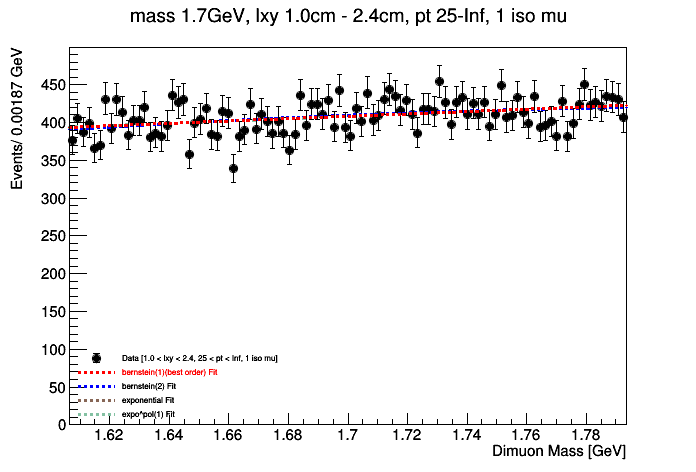 mass 1.7GeV, lxy 1.0cm - 2.4cm, pt 25-Inf, 1 iso mu
Events/ 0.00187 GeV
450
400
350
300
250
200
150
100
50
0
Data [1.0 < lxy < 2.4, 25 < pt < Inf, 1 iso mu]
bernstein(1)(best order) Fit
bernstein(2) Fit
exponential Fit
expo*pol(1) Fit
1.62 1.64 1.66 1.68 1.7 1.72 1.74 1.76 1.78
Dimuon Mass [GeV]